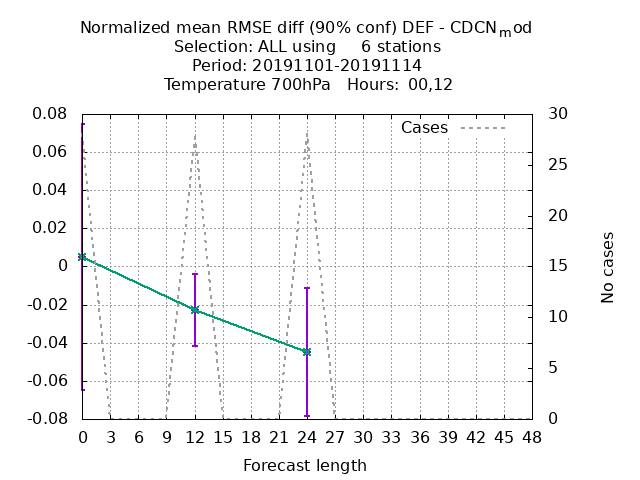 Normalized mean RMSE diff (90% conf) DEF - CDCNmod
Selection: ALL using     6 stations
Period: 20191101-20191114
Temperature 700hPa   Hours: 00,12
Cases
0.08
0.06
0.04
0.02
0
-0.02
-0.04
-0.06
-0.08
30
25
20
15
10
5
0
No cases
0 3 6 9 12 15 18 21 24 27 30 33 36 39 42 45 48
Forecast length